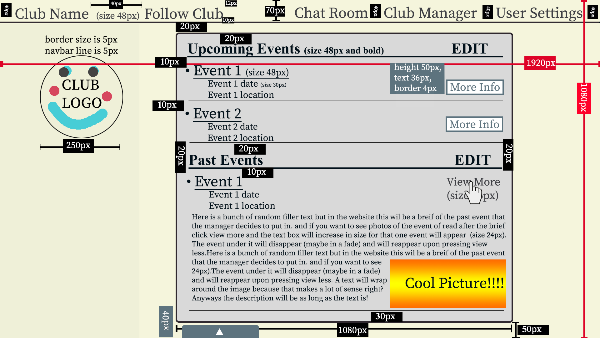 Club Name (size 48px) Follow Club 70px Chat Room Club Manager User Settings
20px
border size is 5px
navbar line is 5px
20px
Upcoming Events (size 48px and bold) EDIT
10px
1920px
Event 1 (size 48px)
height 50px,
text 36px,
border 4px
Event 1 date (size 30px)
Event 1 location
More Info
CLUB
LOGO
1080px
10px
Event 2
Event 2 date
Event 2 location
More Info
250px
20px
20px
20px
Past Events EDIT
10px
Event 1
View More
Event 1 date
Event 1 location
Here is a bunch of random filler text but in the website this wil be a breif of the past event that
the manager decides to put in. and if you want to see photos of the event of read after the brief
click view more and the text box will increase in size for that one event will appear (size 24px).
The event under it will disappear (maybe in a fade) and will reappear upon pressing view
less.Here is a bunch of random filler text but in the website this wil be a breif of the past event
that the manager decides to put in. and if you want to see
24px).The event under it will disappear (maybe in a fade)
and will reappear upon pressing view less. A text will wrap
around the image because that makes a lot of sense right?
Anyways the description will be as long as the text is!
Cool Picture!!!!
40px
30px
1080px
50px